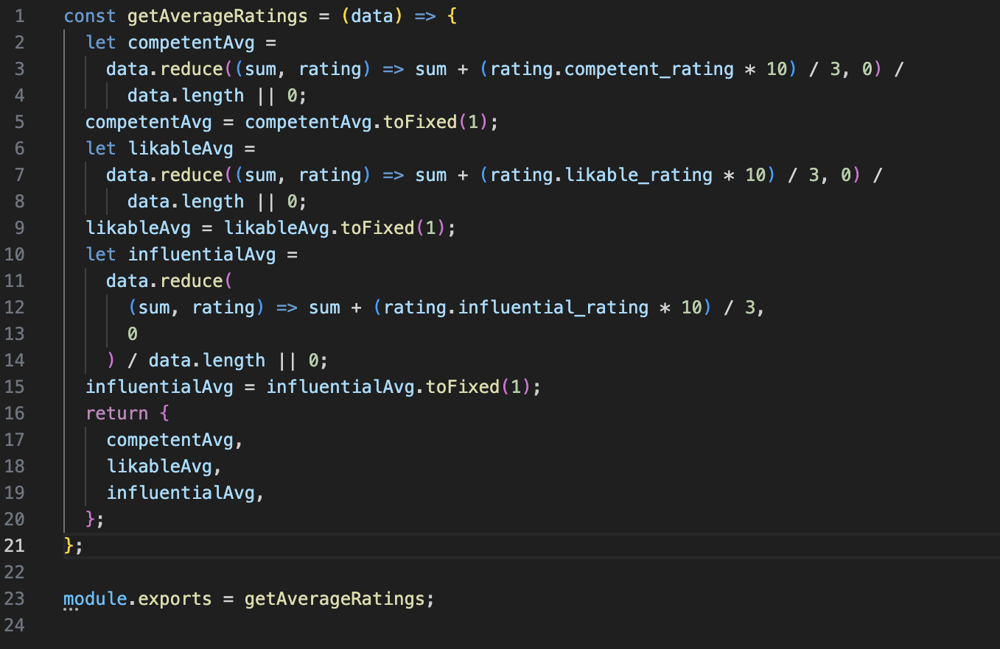 1 const getAverageRatings = (data) => {
2 let competentAvg =
3 data.reduce((sum, rating) => sum + (rating.competent_rating * 10) / 3, 0) /
4 data.length || 0;
5 competentAvg = competentAvg.toFixed(1);
6 let likableAvg =
7 data.reduce((sum, rating) => sum + (rating.likable_rating * 10) / 3, 0) /
8 data.length || 0;
9 likableAvg = likableAvg.toFixed(1);
10 let influentialAvg =
11 data.reduce(
12 (sum, rating) => sum + (rating.influential_rating * 10) / 3,
13 0
14 ) / data.length || 0;
15 influentialAvg = influentialAvg.toFixed(1);
16 return {
17 competentAvg,
18 likableAvg,
19 influentialAvg,
20 };
21 };
22
23 module.exports = getAverageRatings;
24